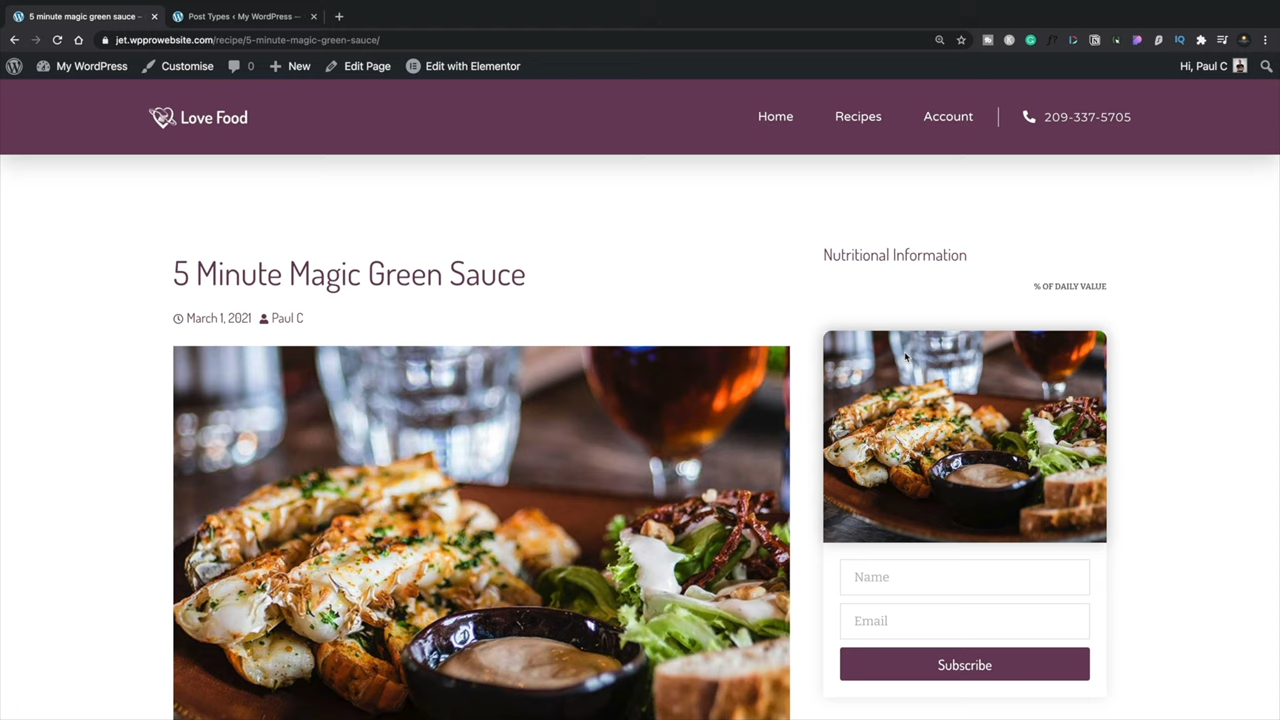 5 minute magic green sauce –
Post Types ‹ My WordPress —
jet.wpprowebsite.com/recipe/5-minute-magic-green-sauce/
My WordPress
Customise
0
New
Edit Page
Edit with Elementor
Hi, Paul C
Love Food
Home
Recipes
Account
209-337-5705
5 Minute Magic Green Sauce
March 1, 2021
Paul C
Nutritional Information
% OF DAILY VALUE
Name
Email
Subscribe